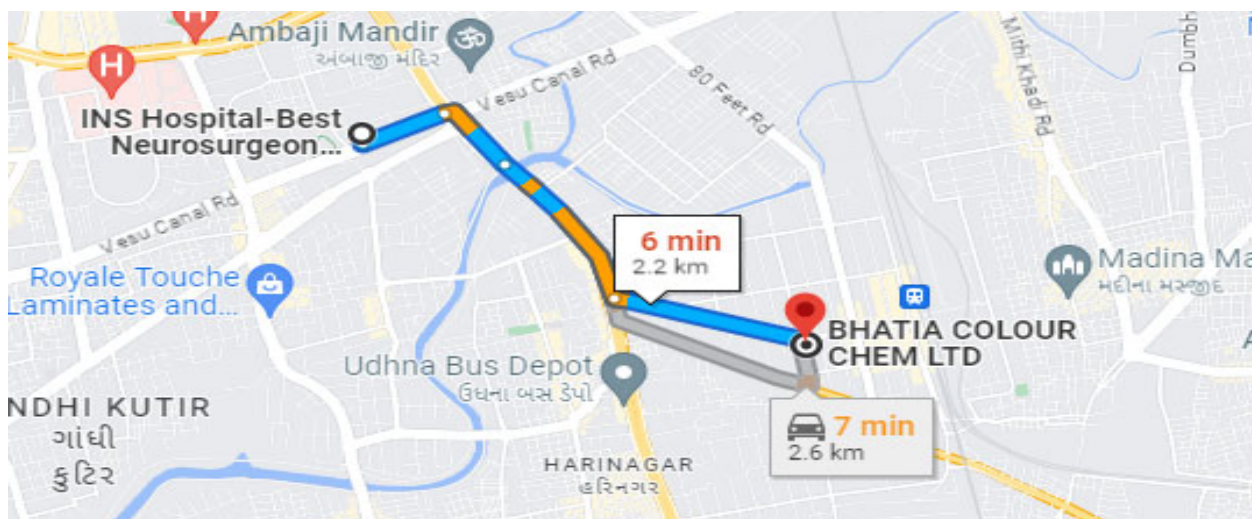 Ambaji Mandir
અંબાજી મંદિર
H
H
INS Hospital-Best
Neurosurgeon...
Vesu Canal Rd
80 Feet Rd
Mithi Khadi Rd
Dumbh
Vesu Canal Rd
6 min
2.2 km
Royale Touche
Laminates and...
Madina Ma
મદીના મસ્જીદ
BHATIA COLOUR
CHEM LTD
Udhna Bus Depot
ઉધના બસ ડેપો
NDHI KUTIR
ગાંધી
કુટિર
7 min
2.6 km
HARINAGAR
હરિનગર